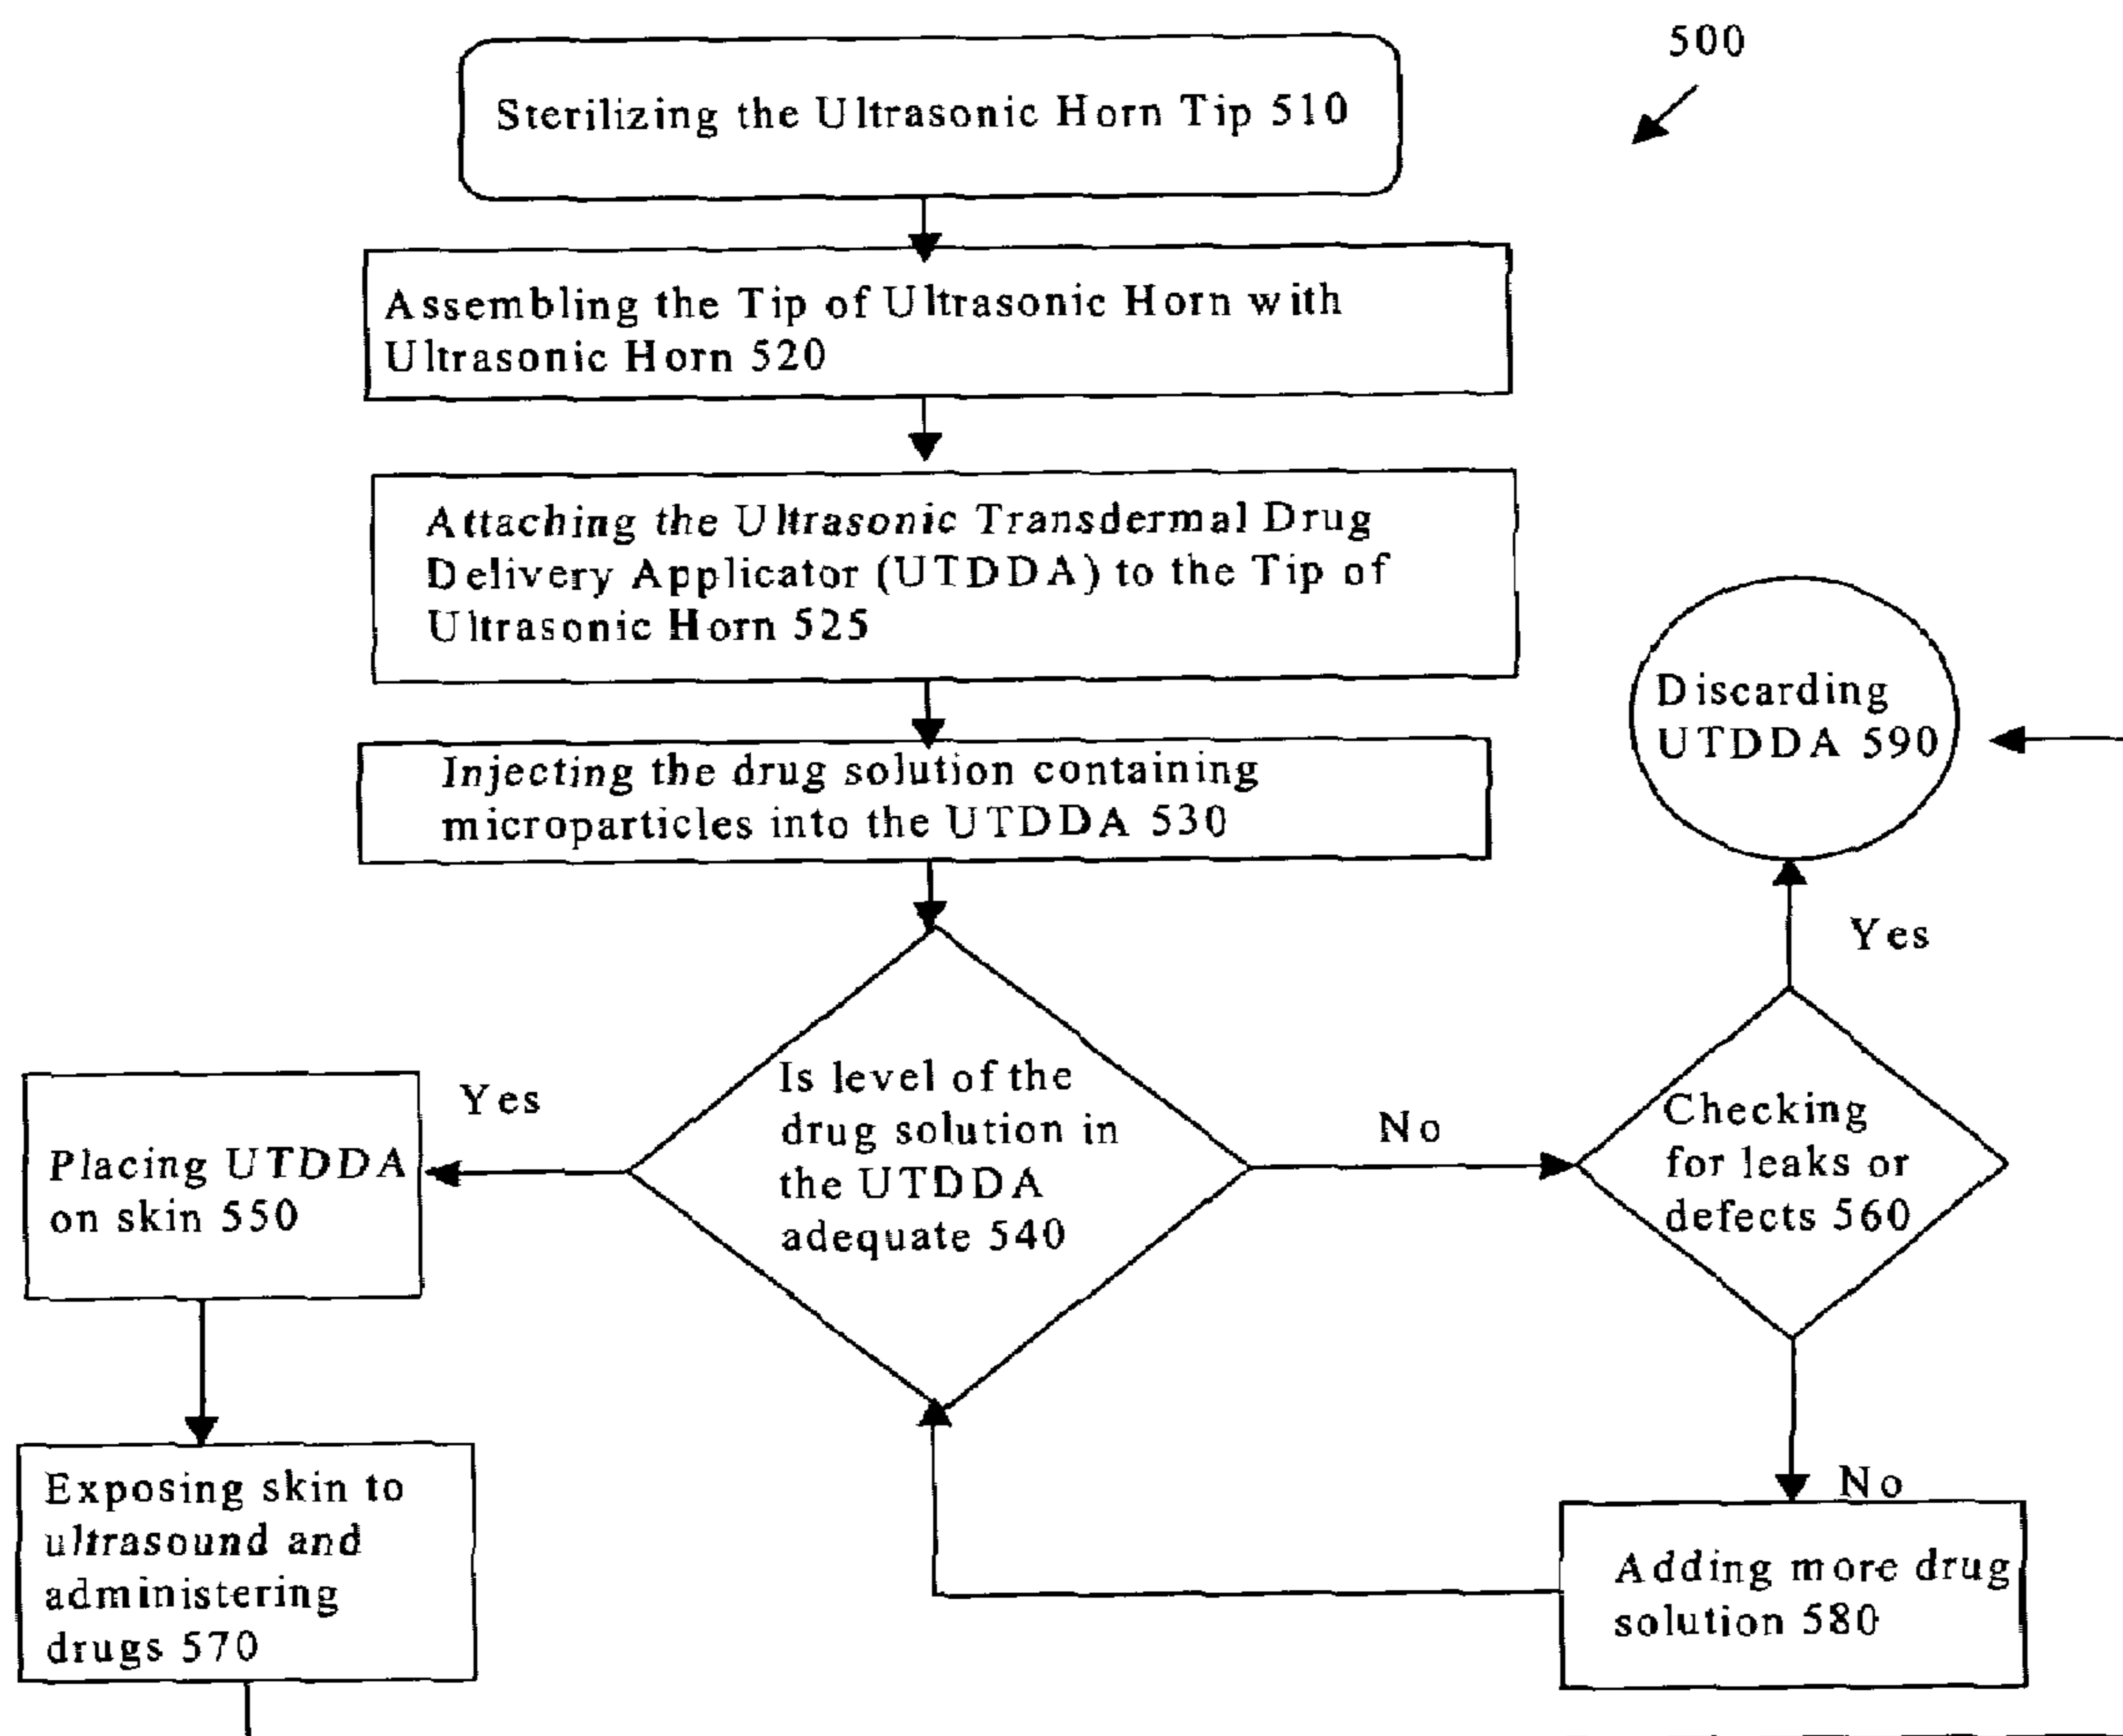 500
Sterilizing the Ultrasonic Horn Tip 510
Assembling the Tip of Ultrasonic Horn with
Ultrasonic Horn 520
Attaching the Ultrasonic Transdermal Drug
Delivery Applicator (UTDDA) to the Tip of
Ultrasonic Horn 525
Injecting the drug solution containing
microparticles into the UTDDA 530
Discarding
UTDDA 590
Yes
Is level of the
drug solution in
the UTDDA
adequate 540
Yes
No
Checking
for leaks or
defects 560
Placing UTDDA
on skin 550
No
Exposing skin to
ultrasound and
administering
drugs 570
Adding more drug
solution 580